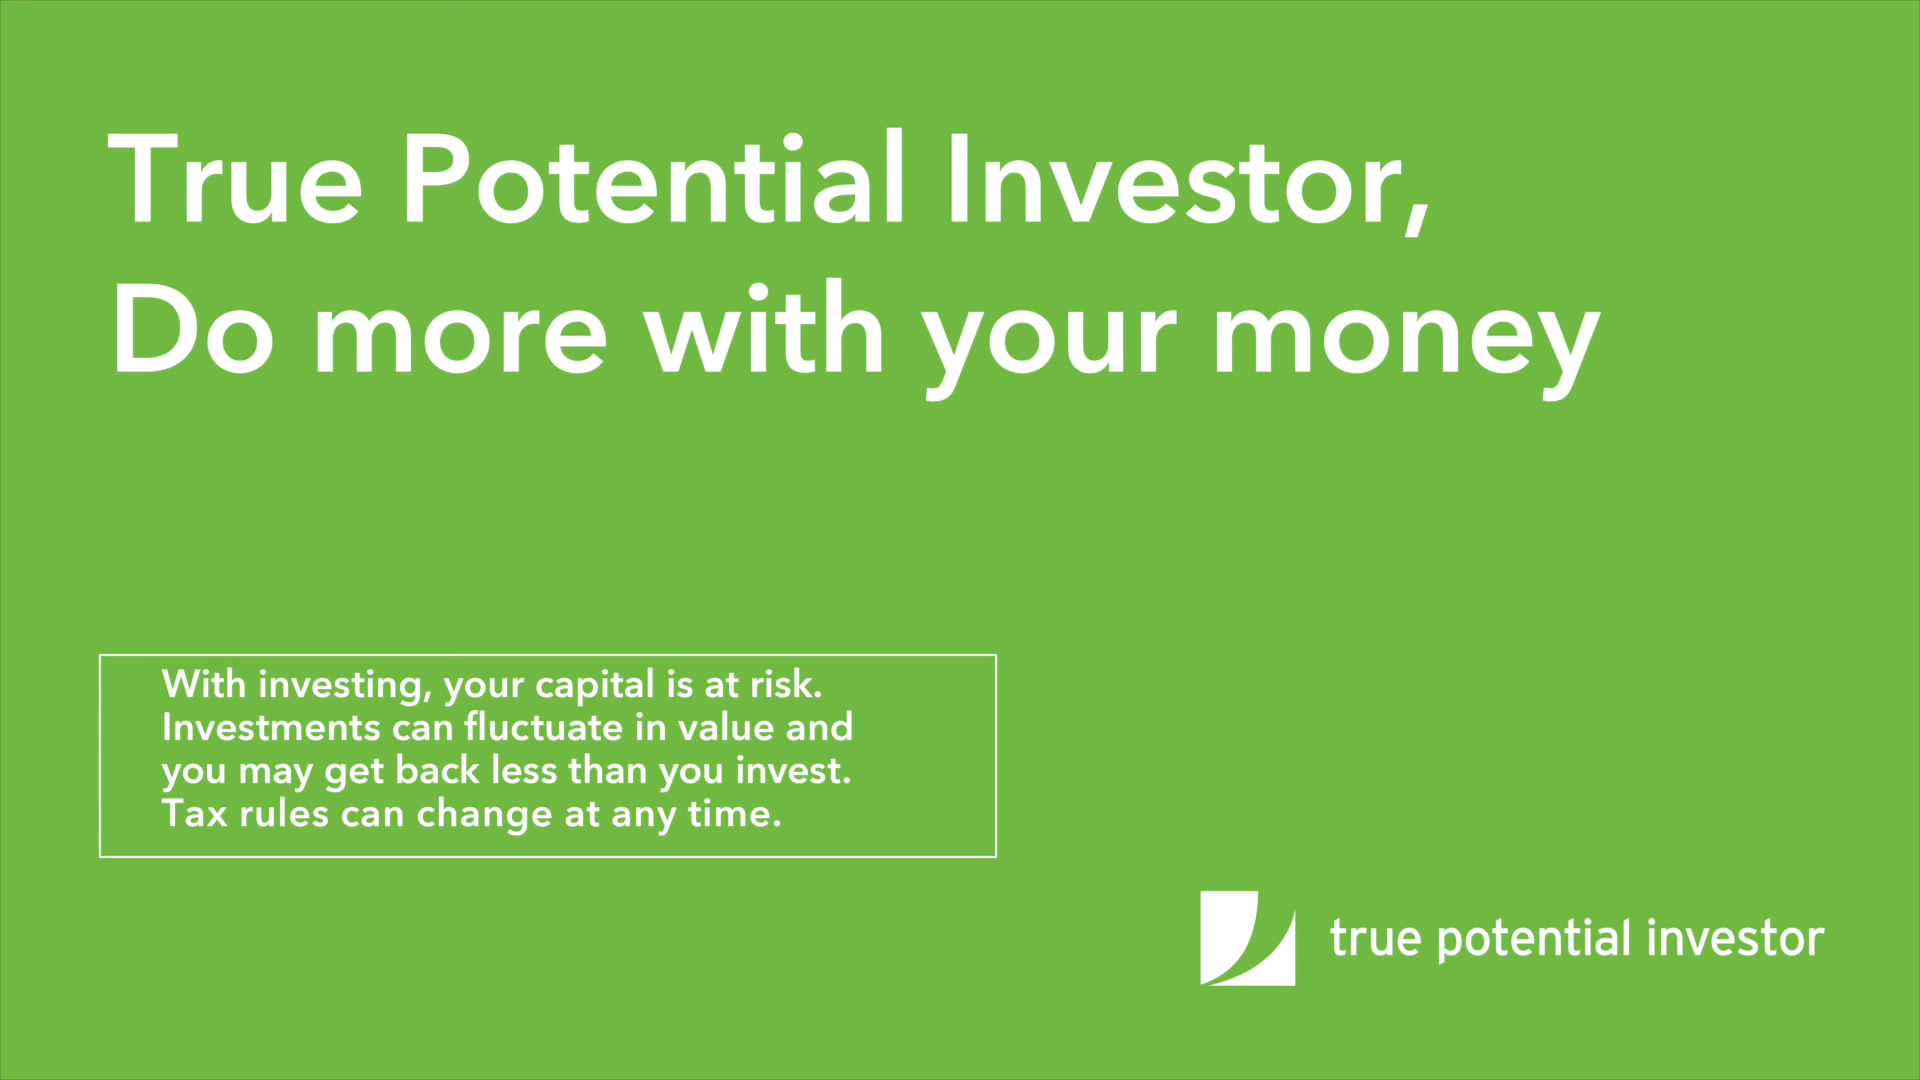 True Potential Investor,
Do more with your money
With investing, your capital is at risk.
Investments can fluctuate in value and
you may get back less than you invest.
Tax rules can change at any time.
true potential investor